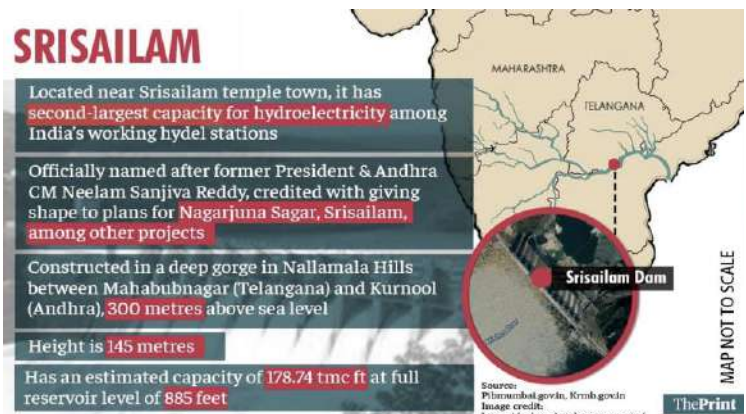 SRISAILAM
Located near Srisailam temple town, it has
second-largest capacity for hydroelectricity among
India's working hydel stations
Officially named after former President & Andhra
CM Neelam Sanjiva Reddy, credited with giving
shape to plans for Nagarjuna Sagar, Srisailam,
among other projects
Constructed in a deep gorge in Nallamala Hills
between Mahabubnagar (Telangana) and Kurnool
(Andhra), 300 metres above sea level
Height is 145 metres
Has an estimated capacity of 178.74 tmc ft at full
reservoir level of 885 feet
MAHARASHTRA
TELANGANA
Srisailam Dam
MAP NOT TO SCALE
Source:
Pibmumbai.gov.in, Krmb.gov.in
Image credit:
ThePrint